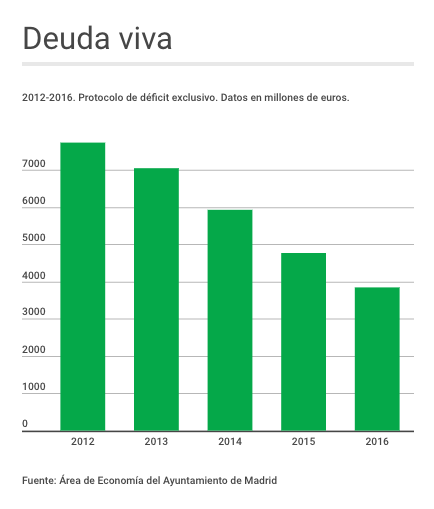 Deuda viva
2012-2016. Protocolo de déficit exclusivo. Datos en millones de euros.
7000
6000
5000
4000
3000
2000
1000
0
2012 2013 2014 2015 2016
Fuente: Área de Economía del Ayuntamiento de Madrid